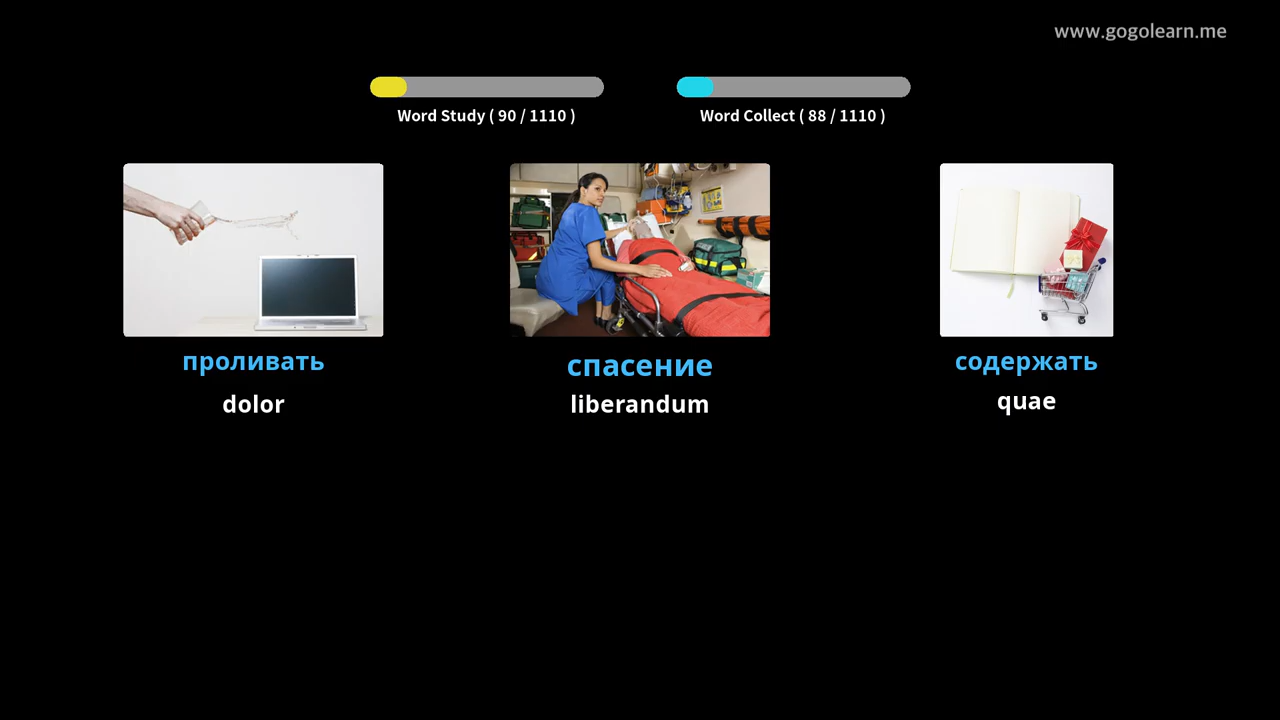 www.gogolearn.me
Word Study ( 90 / 1110 )
Word Collect ( 88 / 1110 )
проливать
спасение
содержать
dolor
liberandum
quae